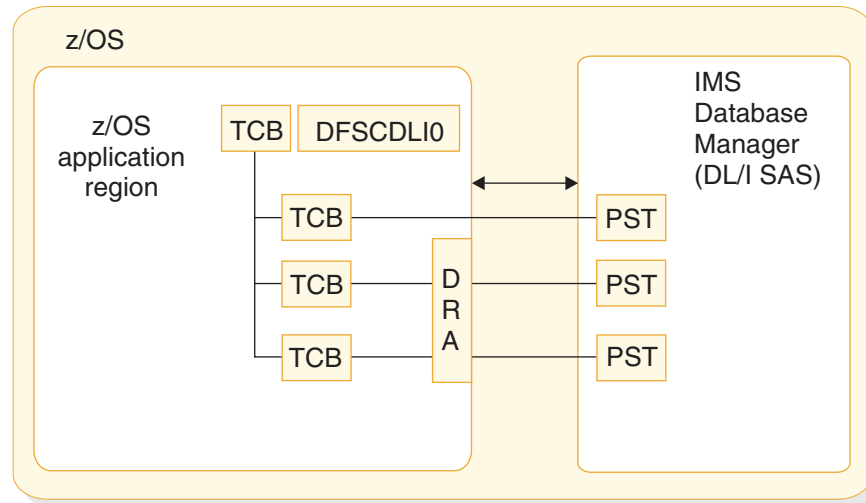 z/OS
z/OS
application
region
TCB
DFSCDLI0
IMS
Database
Manager
(DL/I SAS)
TCB
PST
TCB
D
R
A
PST
TCB
PST